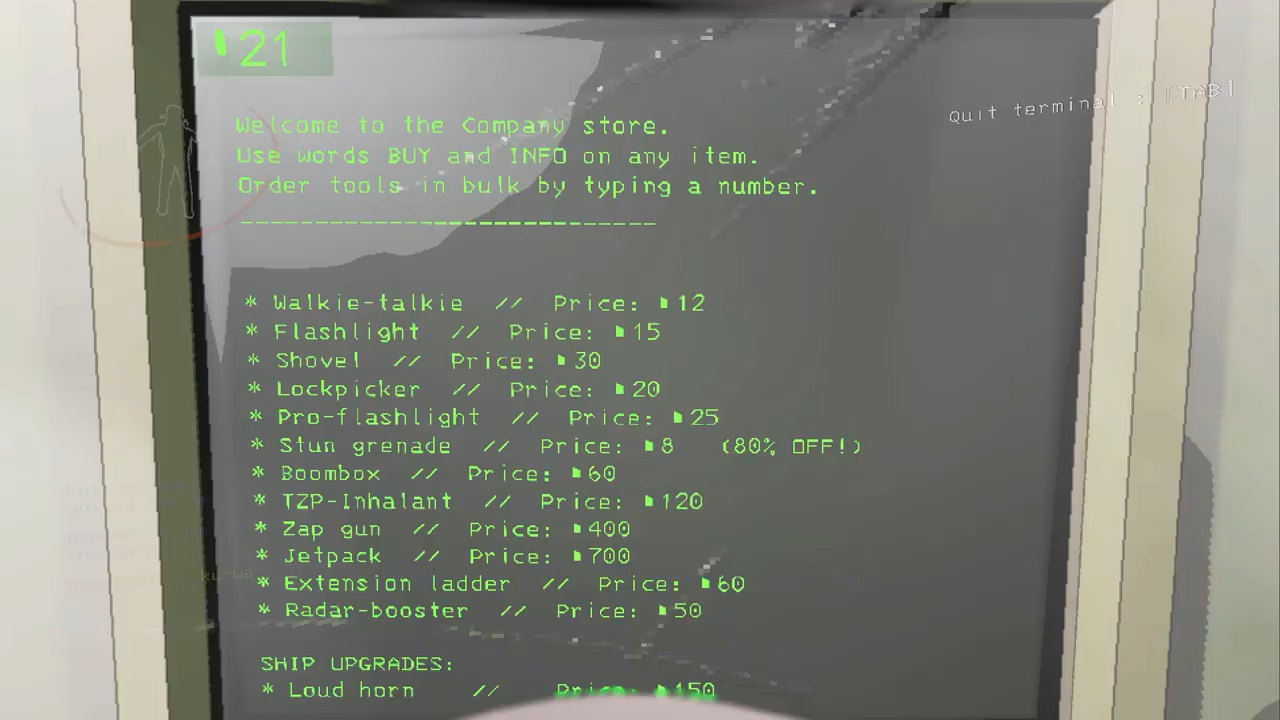 ▮21
Quit terminal : [TAB]
Welcome to the Company store.
Use words BUY and INFO on any item.
Order tools in bulk by typing a number.
----------------------------
* Walkie-talkie // Price: ▮12
* Flashlight // Price: ▮15
* Shovel // Price: ▮30
* Lockpicker // Price: ▮20
* Pro-flashlight // Price: ▮25
* Stun grenade // Price: ▮8 (80% OFF!)
* Boombox // Price: ▮60
* TZP-Inhalant // Price: ▮120
* Zap gun // Price: ▮400
* Jetpack // Price: ▮700
kurwa
* Extension ladder // Price: ▮60
* Radar-booster // Price: ▮50
SHIP UPGRADES:
* Loud horn // Price: ▮150